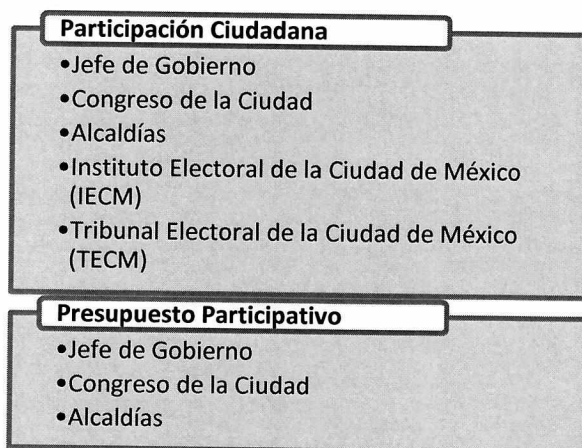 Participación Ciudadana
•Jefe de Gobierno
•Congreso de la Ciudad
•Alcaldías
•Instituto Electoral de la Ciudad de México
(IECM)
•Tribunal Electoral de la Ciudad de México
(TECM)
Presupuesto Participativo
•Jefe de Gobierno
•Congreso de la Ciudad
•Alcaldías